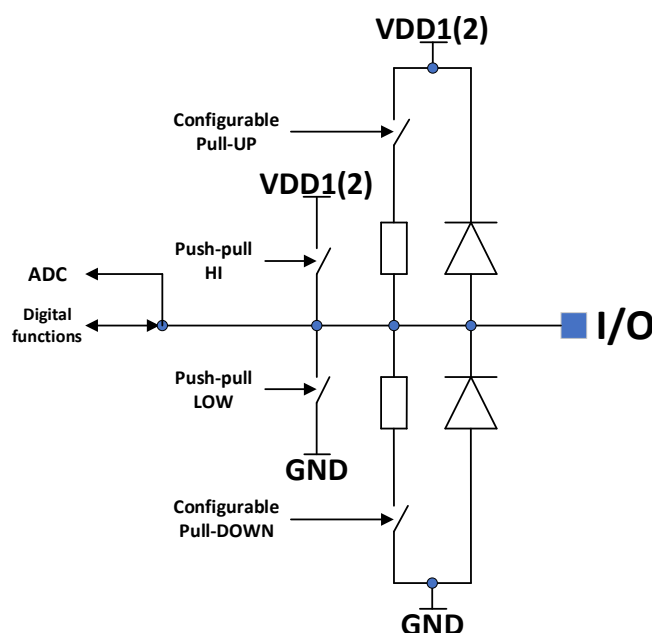 VDD1(2)
Configurable
Pull-UP
VDD1(2)
Push-pull
HI
ADC
Digital
functions
I/O
Push-pull
LOW
GND
Configurable
Pull-DOWN
GND